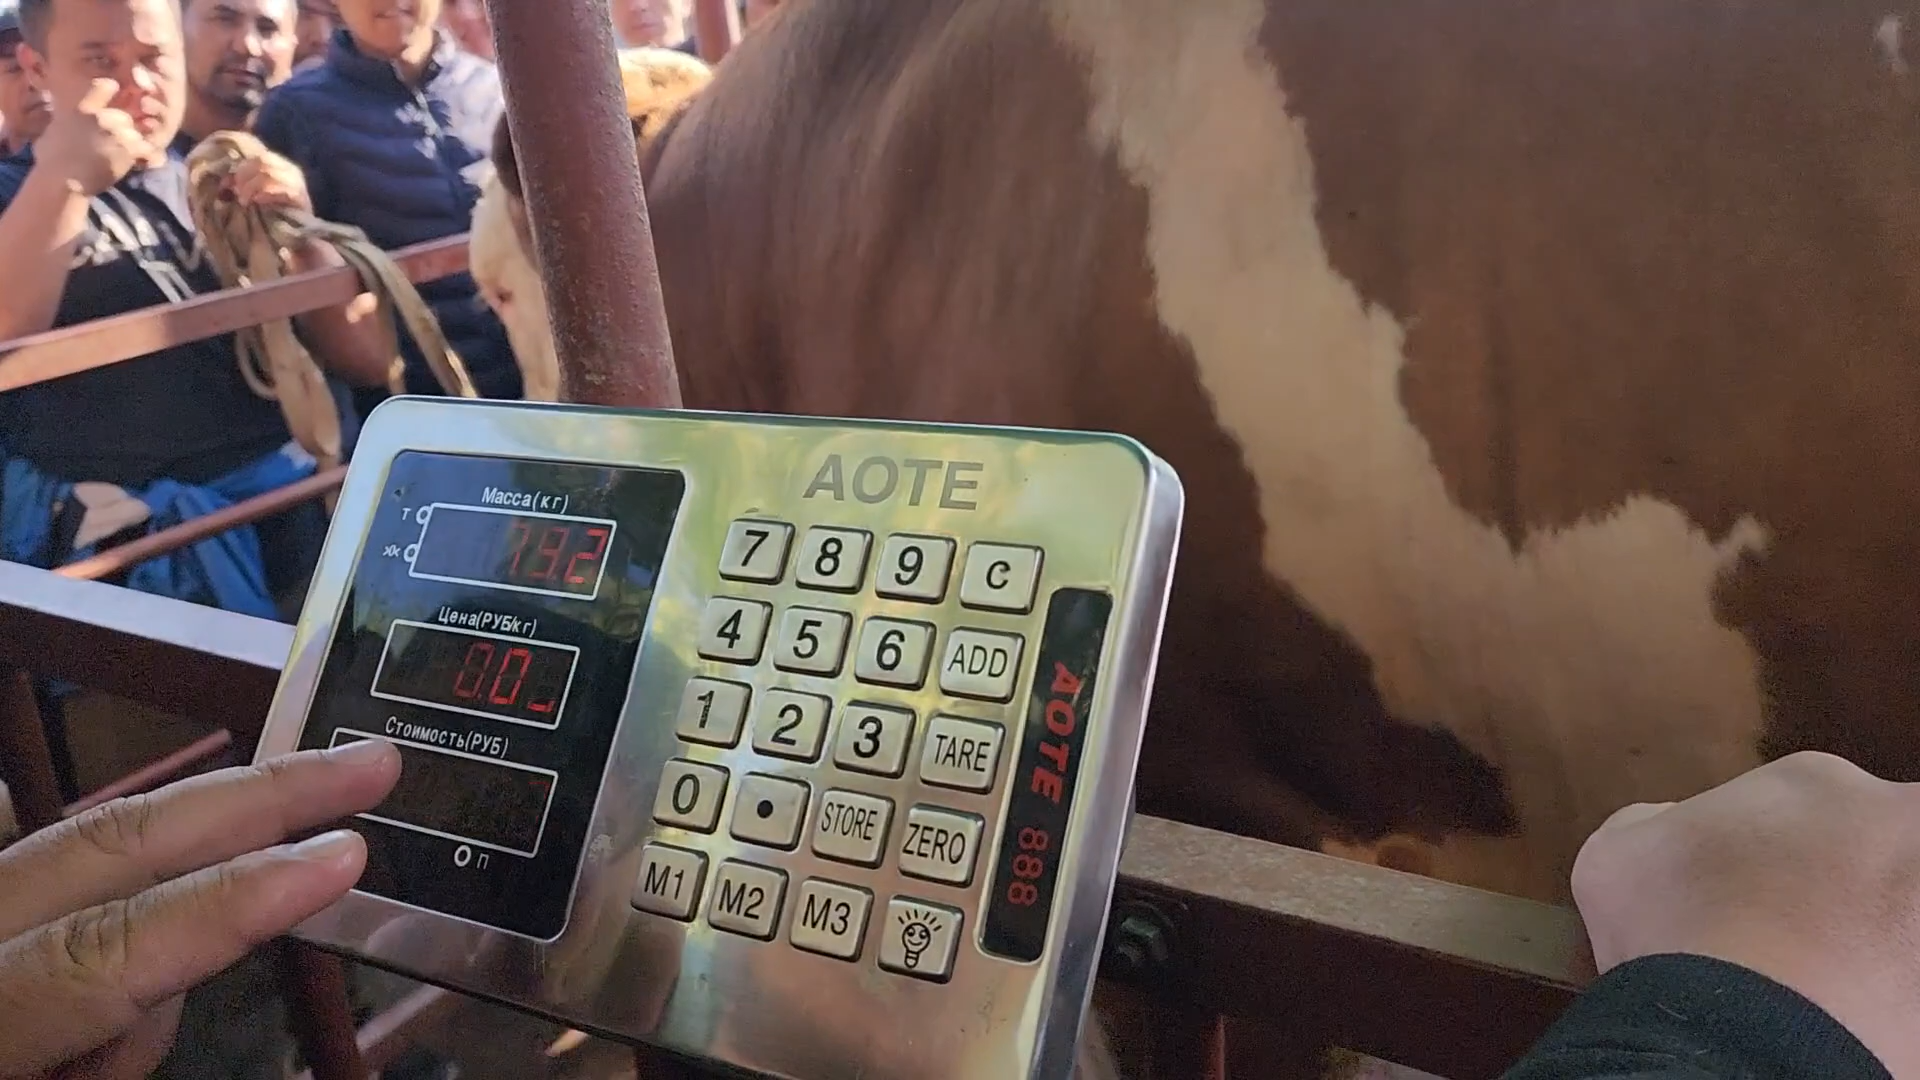 AOTE
Масса(кг)
T
792
Цена(РУБ/кг)
0.0
Стоимость(РУБ)
П
7 8 9 C
4 5 6 ADD
1 2 3 TARE
0 • STORE ZERO
M1 M2 M3
AOTE 888